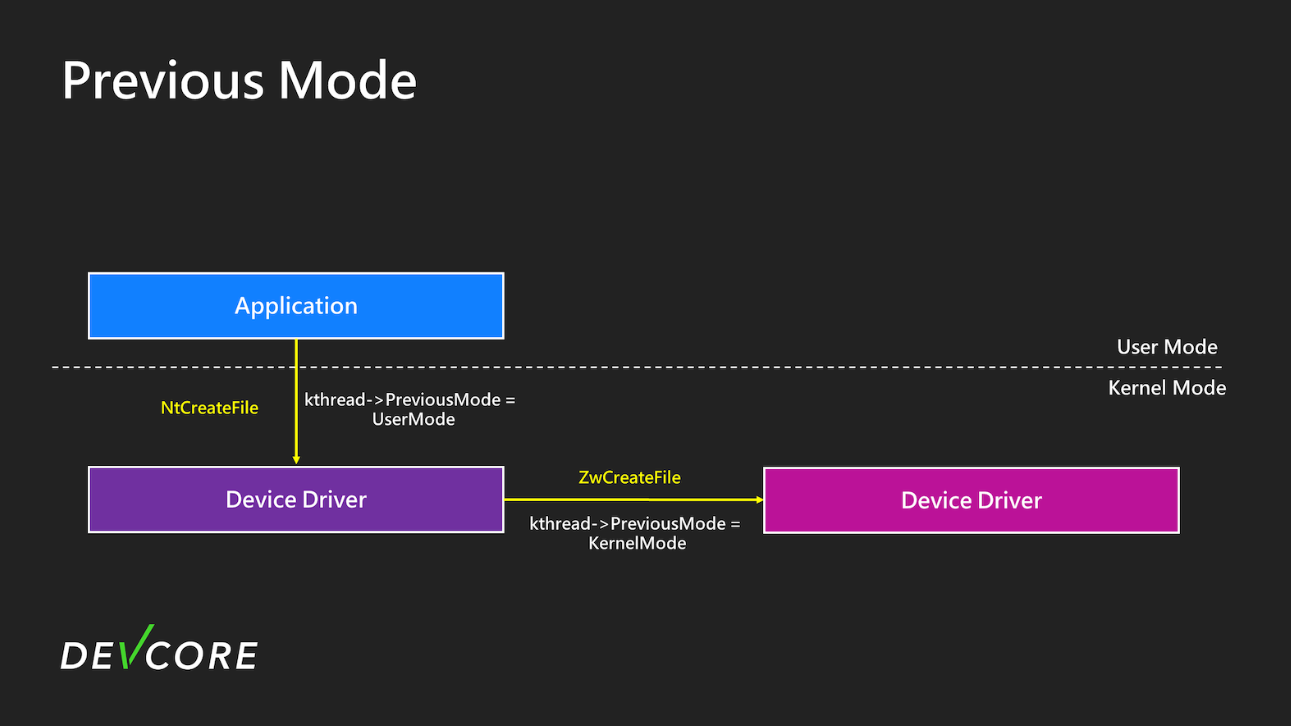 Previous Mode
Application
User Mode
Kernel Mode
NtCreateFile
kthread->PreviousMode =
UserMode
Device Driver
ZwCreateFile
kthread->PreviousMode =
KernelMode
Device Driver
DEVCORE